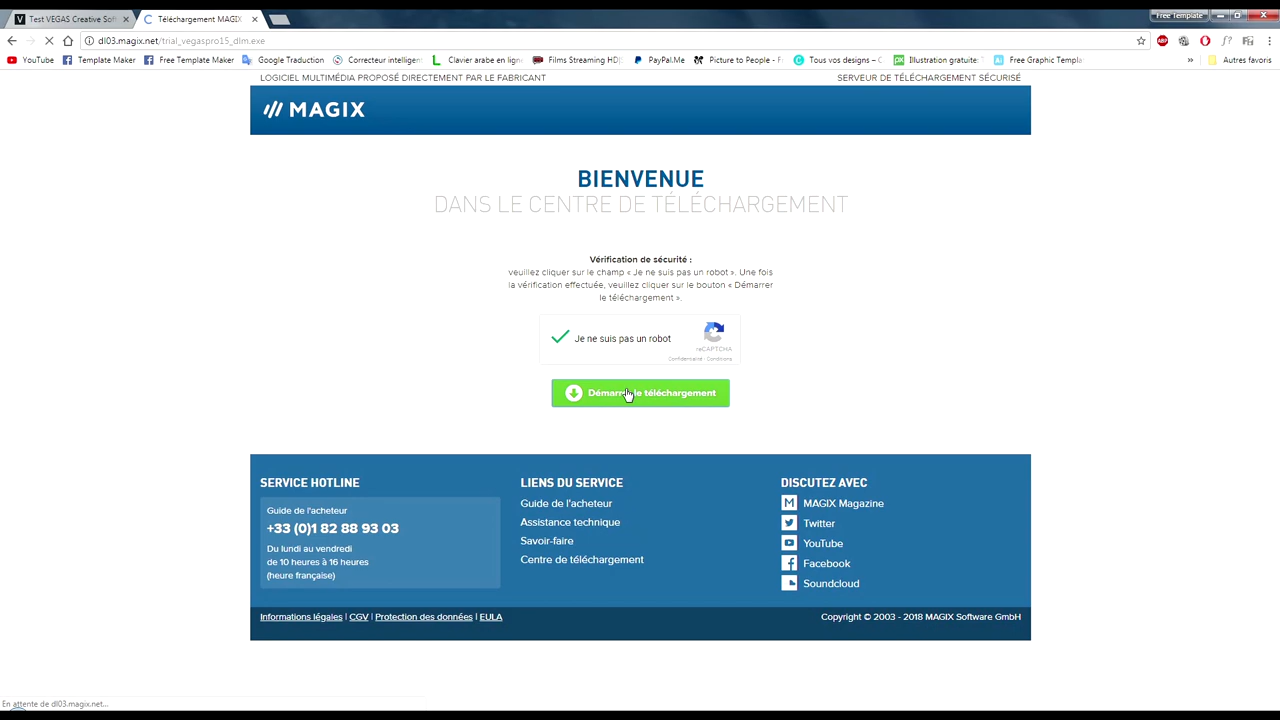 Test VEGAS Creative Soft
Téléchargement MAGIX
Free Template
dl03.magix.net/trial_vegaspro15_dlm.exe
YouTube Template Maker Free Template Maker Google Traduction Correcteur intelligen Clavier arabe en ligne Films Streaming HD PayPal.Me Picture to People - F Tous vos designs – C Illustration gratuite: Free Graphic Templa » Autres favoris
LOGICIEL MULTIMÉDIA PROPOSÉ DIRECTEMENT PAR LE FABRICANT
SERVEUR DE TÉLÉCHARGEMENT SÉCURISÉ
MAGIX
BIENVENUE
DANS LE CENTRE DE TÉLÉCHARGEMENT
Vérification de sécurité :
veuillez cliquer sur le champ « Je ne suis pas un robot ». Une fois
la vérification effectuée, veuillez cliquer sur le bouton « Démarrer
le téléchargement ».
Je ne suis pas un robot
reCAPTCHA
Confidentialité - Conditions
Démarrer le téléchargement
SERVICE HOTLINE
Guide de l'acheteur
+33 (0)1 82 88 93 03
Du lundi au vendredi
de 10 heures à 16 heures
(heure française)
LIENS DU SERVICE
Guide de l'acheteur
Assistance technique
Savoir-faire
Centre de téléchargement
DISCUTEZ AVEC
MAGIX Magazine
Twitter
YouTube
Facebook
Soundcloud
Informations légales | CGV | Protection des données | EULA
Copyright © 2003 - 2018 MAGIX Software GmbH
En attente de dl03.magix.net...